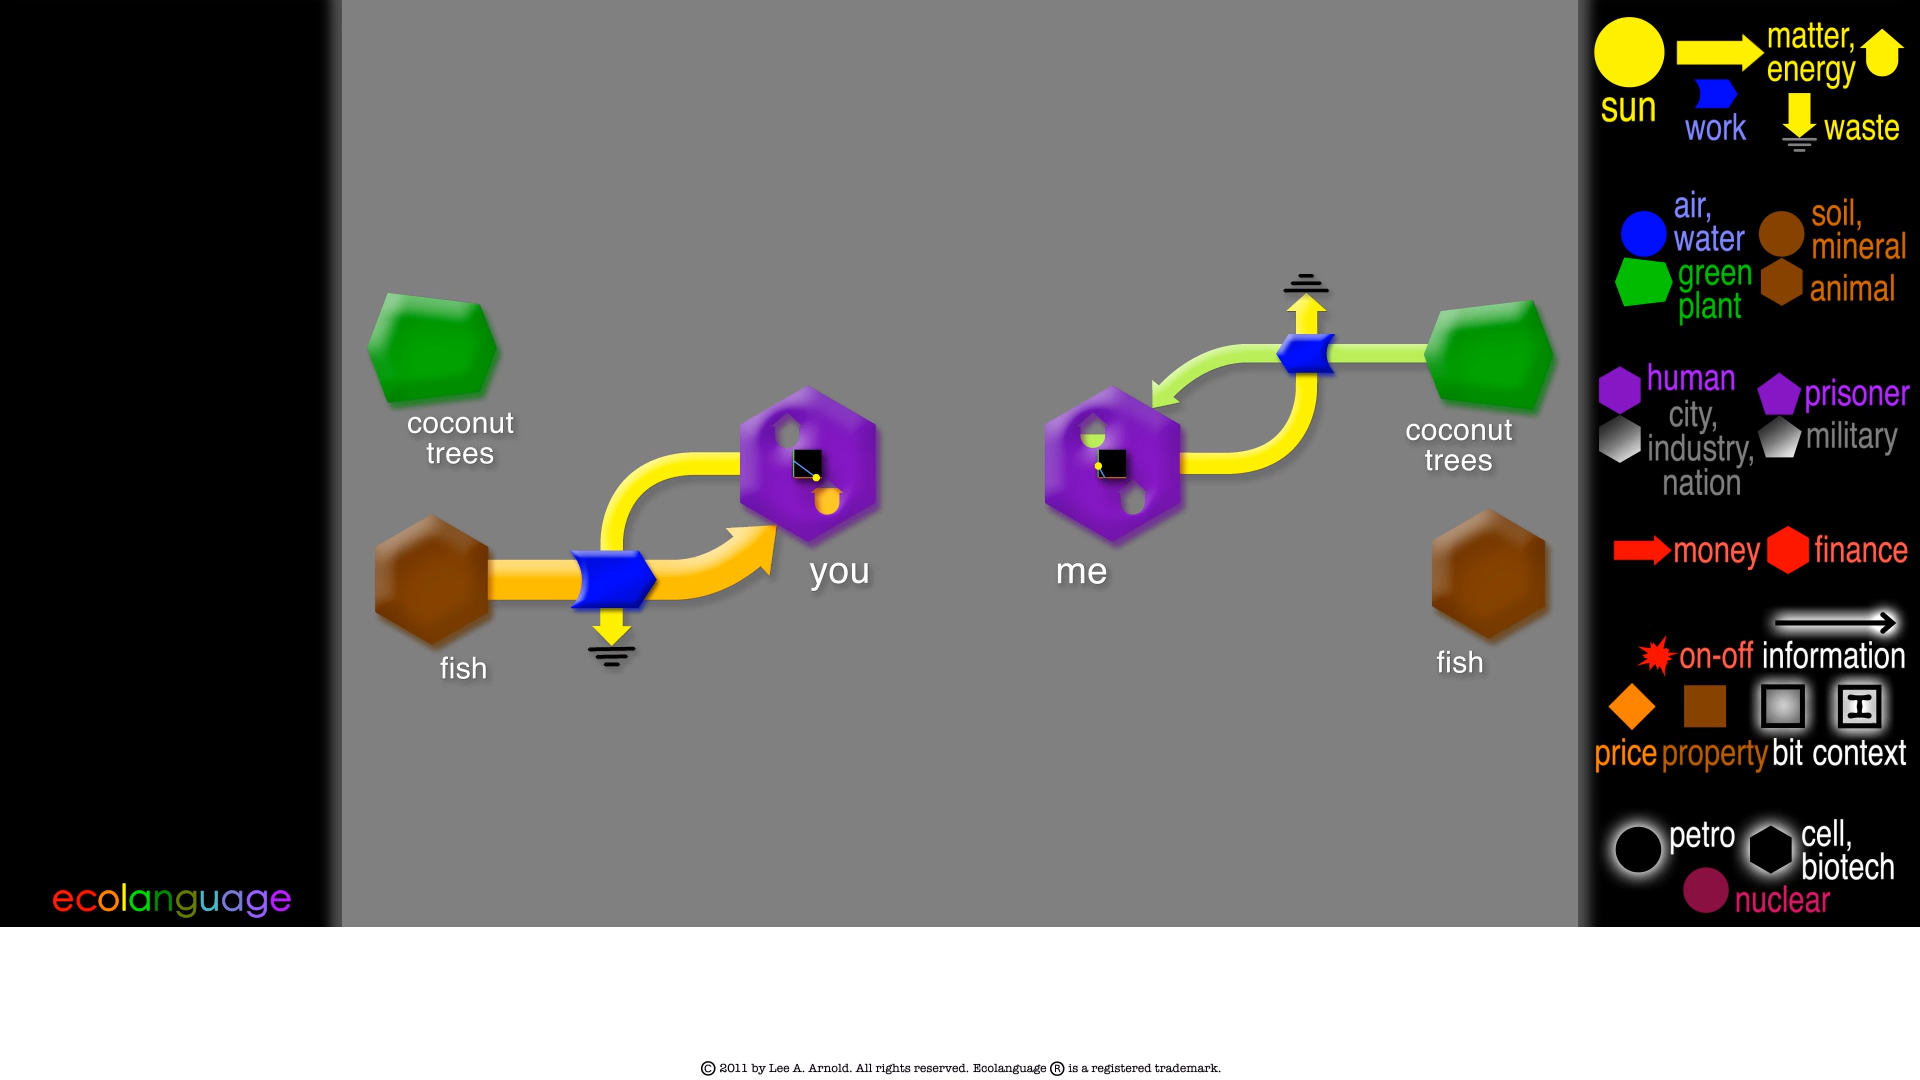 coconut
trees
fish
you
me
coconut
trees
fish
sun
matter,
energy
work
waste
air,
water
soil,
mineral
green
plant
animal
human
prisoner
city,
industry,
nation
military
money
finance
on-off
information
price
property
bit
context
petro
cell,
biotech
nuclear
ecolanguage
© 2011 by Lee A. Arnold. All rights reserved. Ecolanguage ® is a registered trademark.